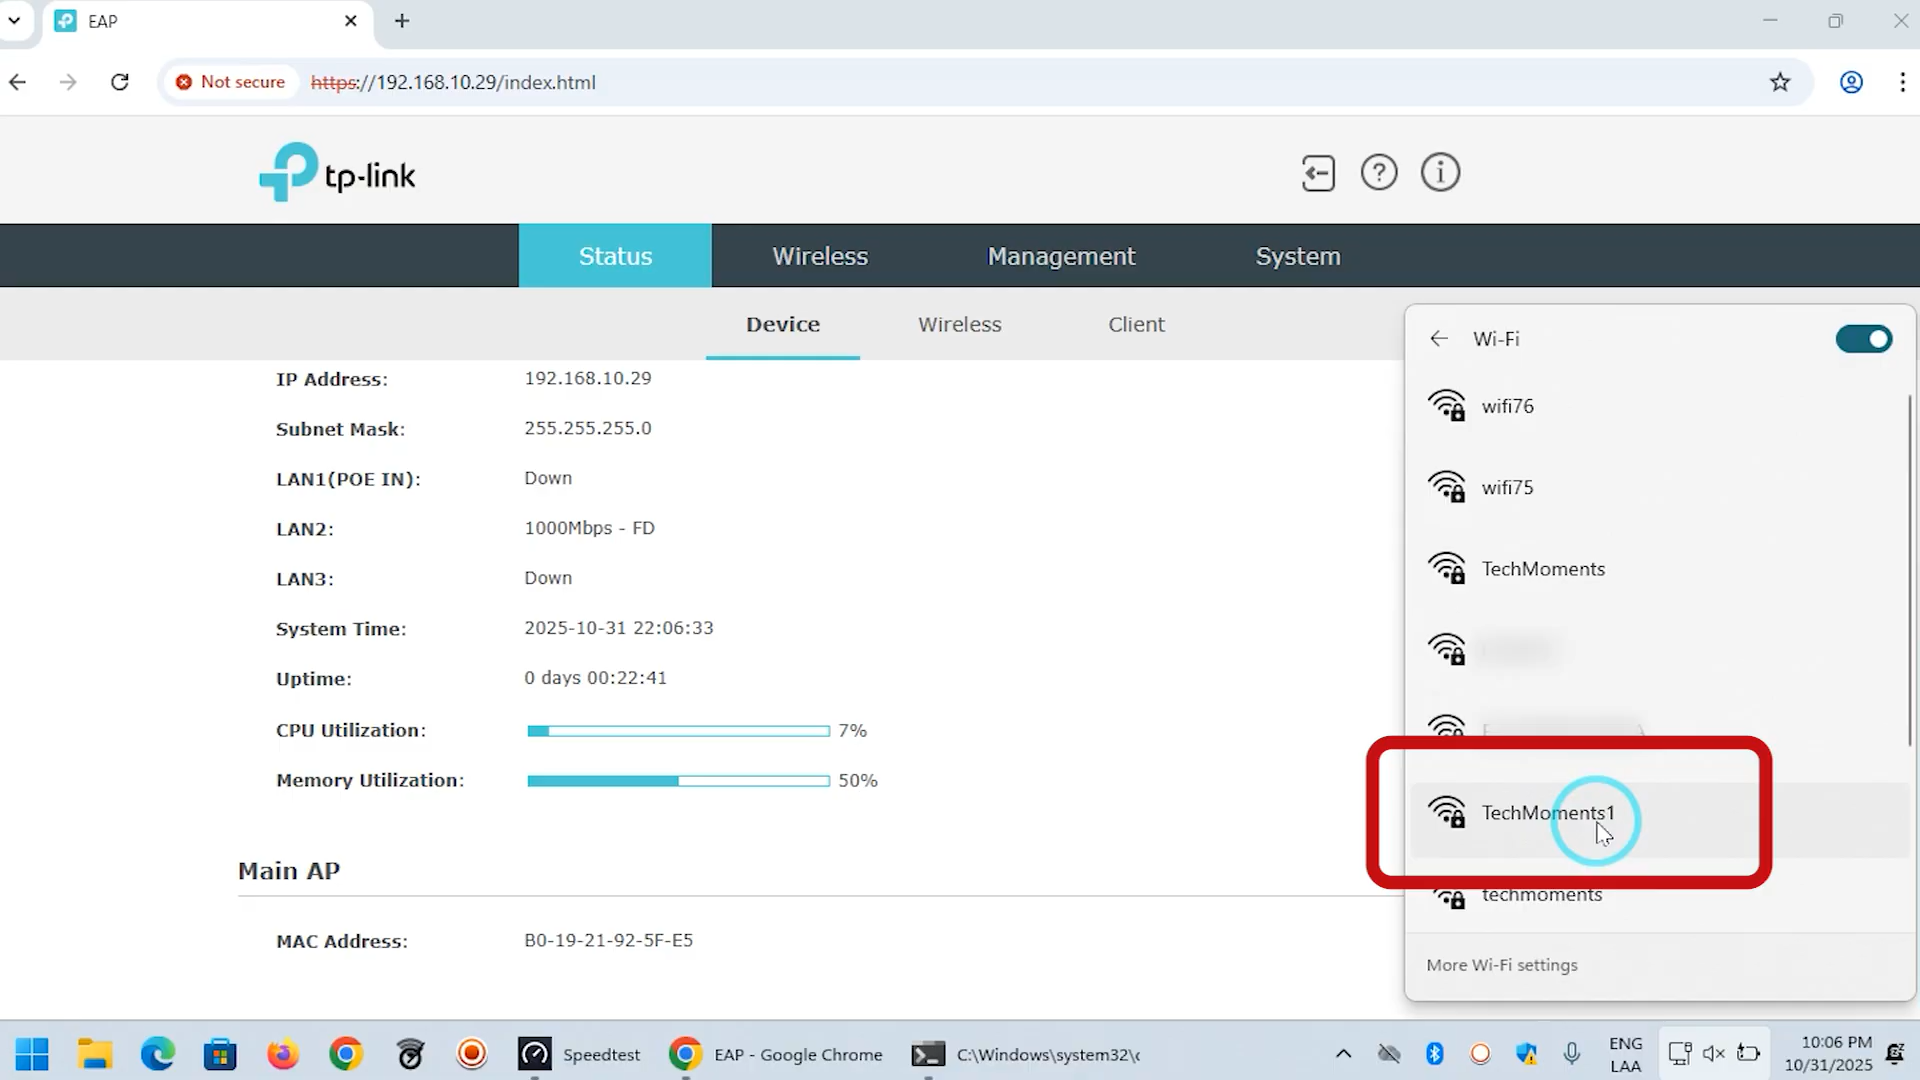 EAP
Not secure
https://192.168.10.29/index.html
tp-link
Status
Wireless
Management
System
Device
Wireless
Client
IP Address: 192.168.10.29
Subnet Mask: 255.255.255.0
LAN1(POE IN): Down
LAN2: 1000Mbps - FD
LAN3: Down
System Time: 2025-10-31 22:06:33
Uptime: 0 days 00:22:41
CPU Utilization: 7%
Memory Utilization: 50%
Main AP
MAC Address: B0-19-21-92-5F-E5
Wi-Fi
wifi76
wifi75
TechMoments
TechMoments1
techmoments
More Wi-Fi settings
Speedtest
EAP - Google Chrome
C:\Windows\system32\
ENG
LAA
10:06 PM
10/31/2025